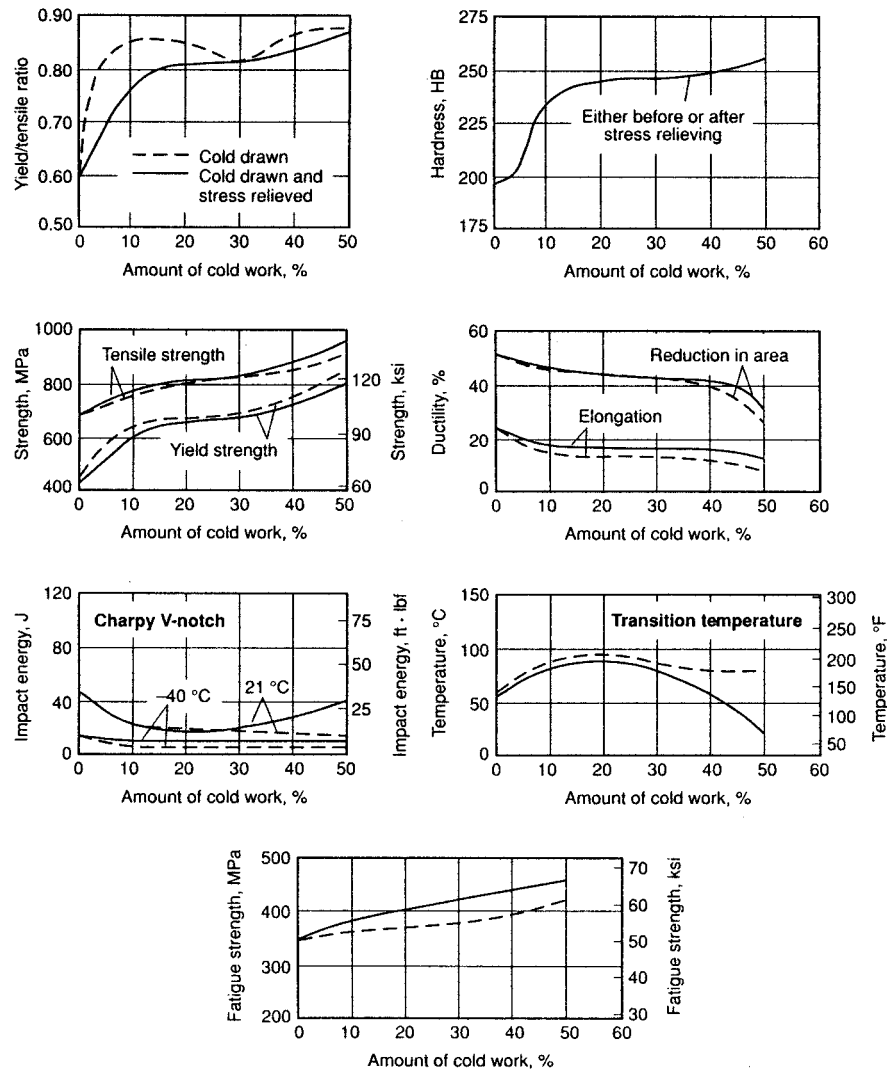 0.90
0.80
0.70
0.60
0.50
Yield/tensile ratio
Cold drawn
Cold drawn and
stress relieved
0 10 20 30 40 50
Amount of cold work, %
275
250
225
200
175
Hardness, HB
Either before or after
stress relieving
0 10 20 30 40 50 60
Amount of cold work, %
1000
800
600
400
Strength, MPa
Tensile strength
Yield strength
120
90
60
Strength, ksi
0 10 20 30 40 50
Amount of cold work, %
60
40
20
0
Ductility, %
Reduction in area
Elongation
0 10 20 30 40 50 60
Amount of cold work, %
120
80
40
0
Impact energy, J
Charpy V-notch
−40 °C
21 °C
75
50
25
Impact energy, ft · lbf
0 10 20 30 40 50
Amount of cold work, %
150
100
50
0
Temperature, °C
Transition temperature
300
250
200
150
100
50
Temperature, °F
0 10 20 30 40 50 60
Amount of cold work, %
500
400
300
200
Fatigue strength, MPa
70
60
50
40
30
Fatigue strength, ksi
0 10 20 30 40 50 60
Amount of cold work, %